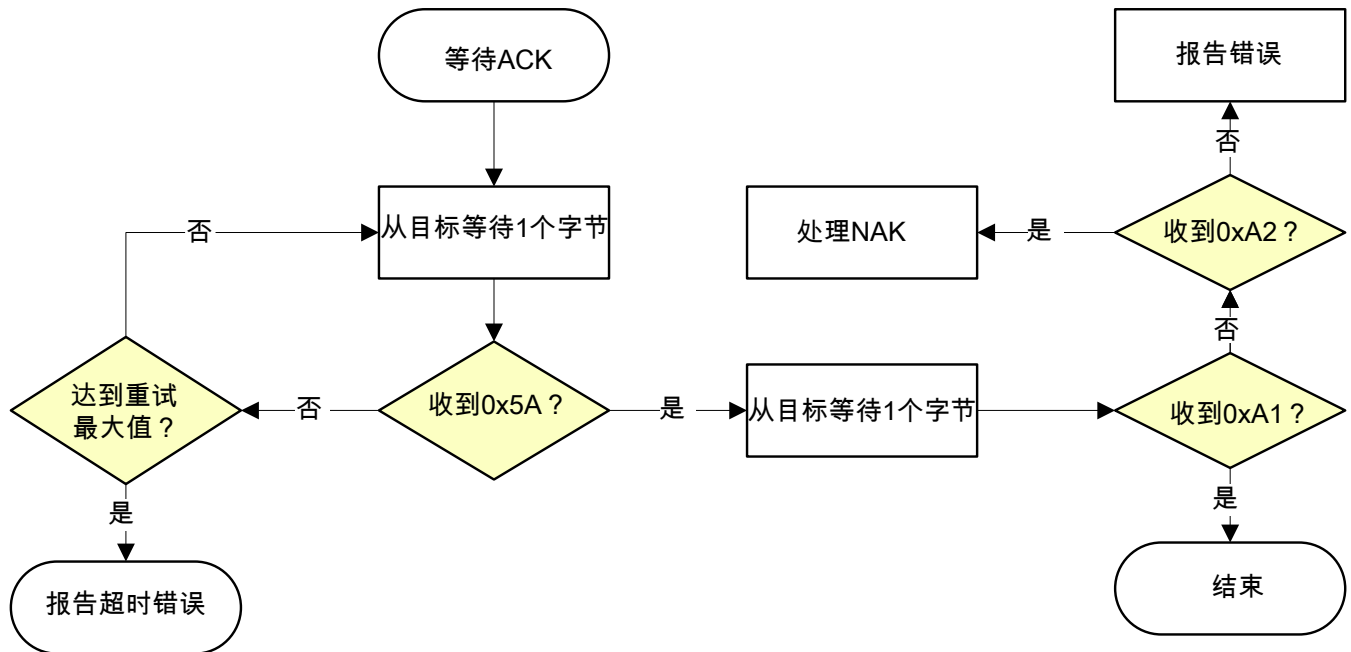 等待ACK
报告错误
否
否
从目标等待1个字节
处理NAK
是
收到0xA2？
否
达到重试
最大值？
否
收到0x5A？
是
从目标等待1个字节
收到0xA1？
是
是
报告超时错误
结束